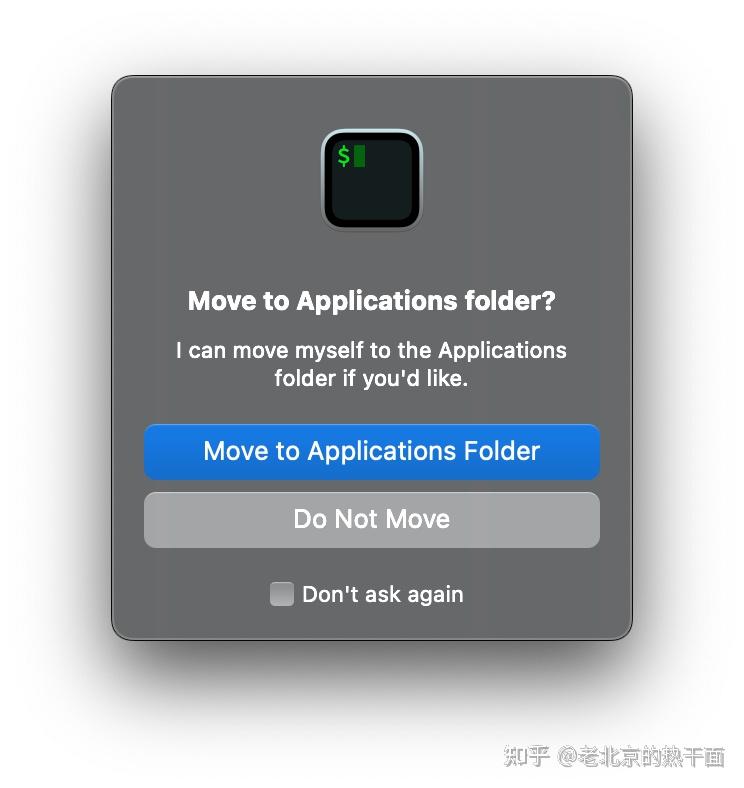 $
Move to Applications folder?
I can move myself to the Applications
folder if you'd like.
Move to Applications Folder
Do Not Move
Don't ask again
知乎 @老北京的热干面